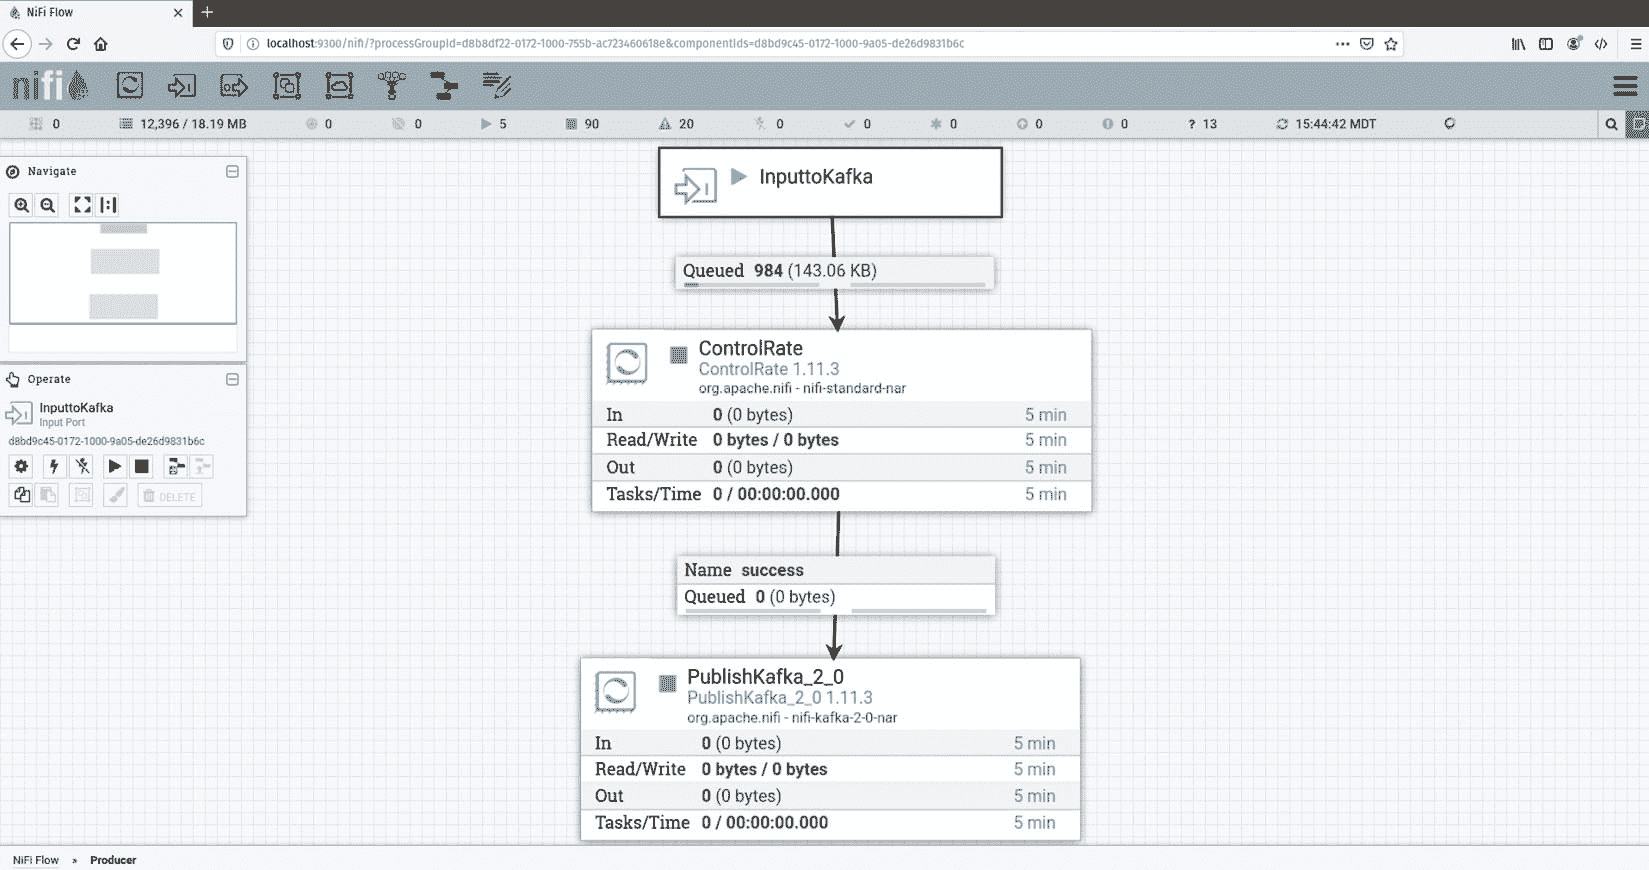 NiFi Flow
localhost:9300/nifi/?processGroupId=d8b8df22-0172-1000-755b-ac723460618e&componentIds=d8bd9c45-0172-1000-9a05-de26d9831b6c
nifi
0 12,396 / 18.19 MB 0 0 5 90 20 0 0 0 0 0 ? 13 15:44:42 MDT
Navigate
Operate
InputtoKafka
Input Port
d8bd9c45-0172-1000-9a05-de26d9831b6c
DELETE
InputtoKafka
Queued 984 (143.06 KB)
ControlRate
ControlRate 1.11.3
org.apache.nifi - nifi-standard-nar
In 0 (0 bytes) 5 min
Read/Write 0 bytes / 0 bytes 5 min
Out 0 (0 bytes) 5 min
Tasks/Time 0 / 00:00:00.000 5 min
Name success
Queued 0 (0 bytes)
PublishKafka_2_0
PublishKafka_2_0 1.11.3
org.apache.nifi - nifi-kafka-2-0-nar
In 0 (0 bytes) 5 min
Read/Write 0 bytes / 0 bytes 5 min
Out 0 (0 bytes) 5 min
Tasks/Time 0 / 00:00:00.000 5 min
NiFi Flow » Producer